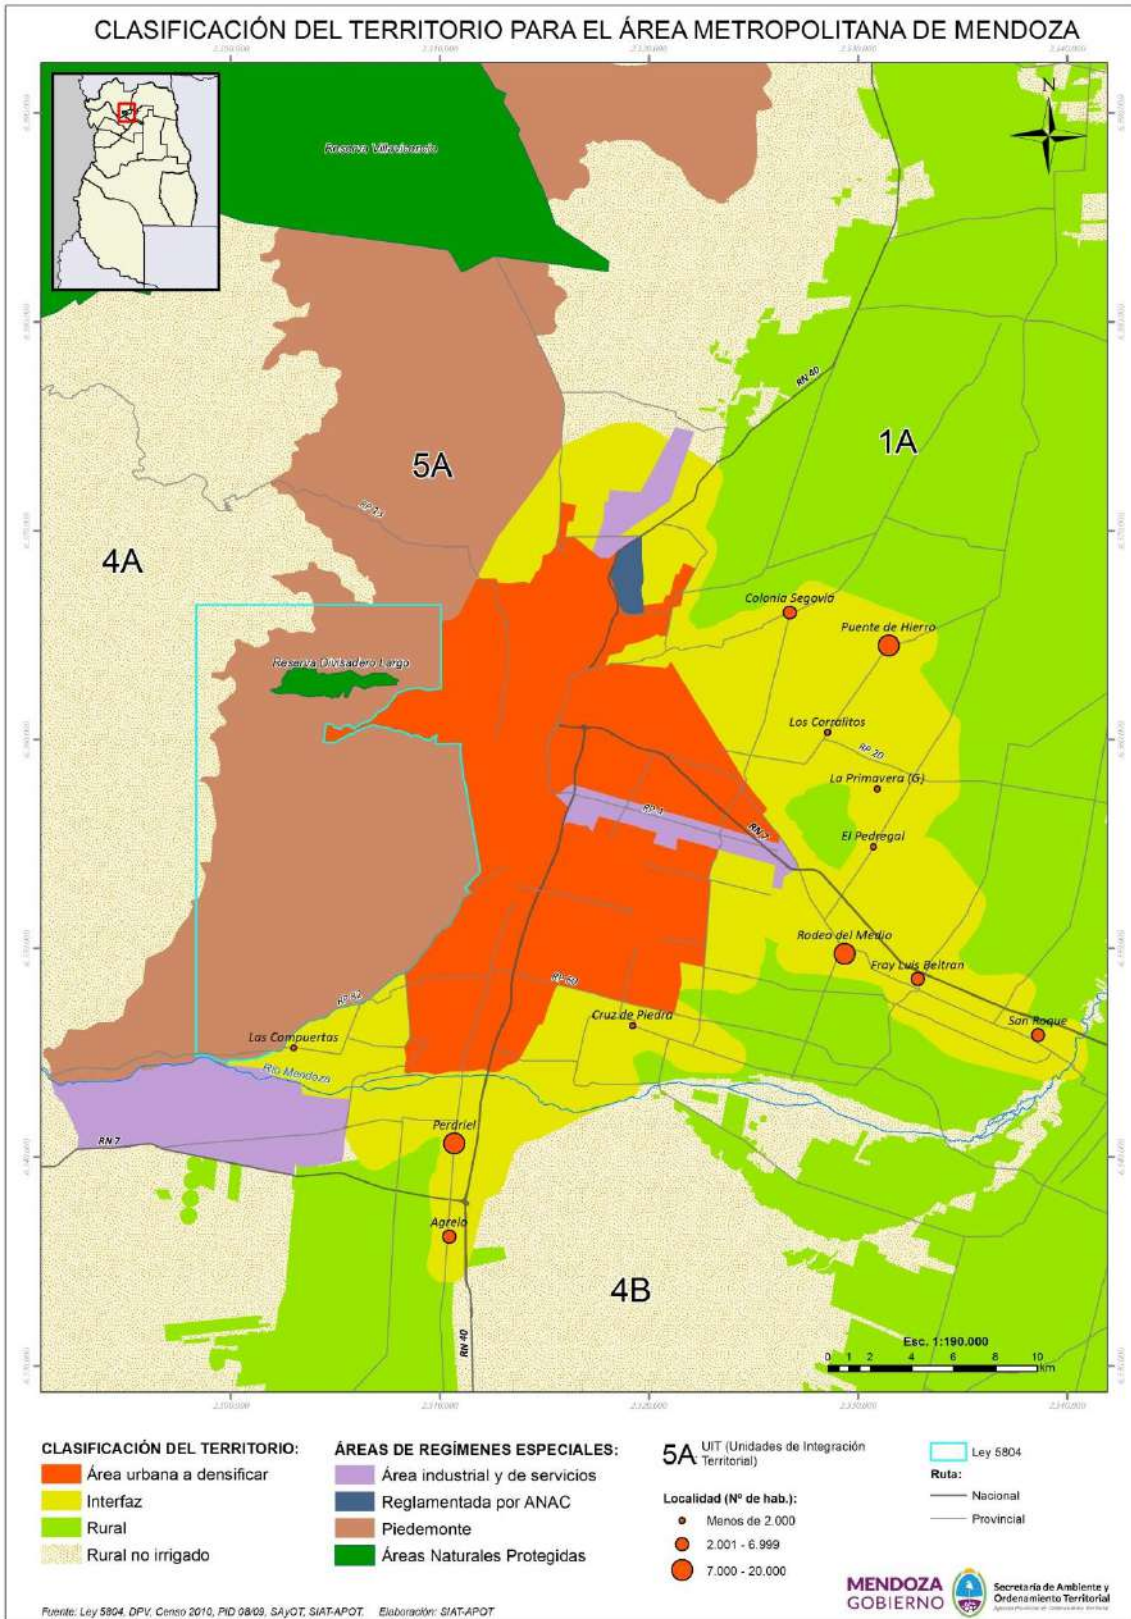 CLASIFICACIÓN DEL TERRITORIO PARA EL ÁREA METROPOLITANA DE MENDOZA
N
Reserva Villavicencio
RN 40
1A
5A
RP 13
4A
Colonia Segovia
Puente de Hierro
Reserva Divisadero Largo
Los Corralitos
RP 20
La Primavera (G)
RP 1
RN 7
El Pedregal
Rodeo del Medio
Fray Luis Beltran
RP 60
RP 82
Cruz de Piedra
San Roque
Las Compuertas
Río Mendoza
Perdriel
RN 7
Agrelo
4B
RN 40
Esc. 1:190.000
0 1 2 4 6 8 10
km
CLASIFICACIÓN DEL TERRITORIO:
Área urbana a densificar
Interfaz
Rural
Rural no irrigado
ÁREAS DE REGÍMENES ESPECIALES:
Área industrial y de servicios
Reglamentada por ANAC
Piedemonte
Áreas Naturales Protegidas
5A UIT (Unidades de Integración
Territorial)
Localidad (Nº de hab.):
Menos de 2.000
2.001 - 6.999
7.000 - 20.000
Ley 5804
Ruta:
Nacional
Provincial
MENDOZA
GOBIERNO
Secretaría de Ambiente y
Ordenamiento Territorial
Fuente: Ley 5804, DPV, Censo 2010, PID 08/09, SAyOT, SIAT-APOT. Elaboración: SIAT-APOT